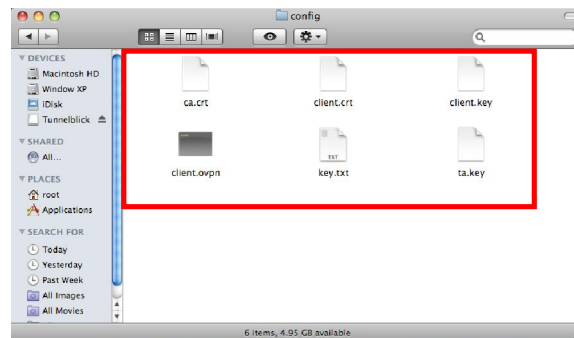 config
DEVICES
Macintosh HD
Window XP
iDisk
Tunnelblick
SHARED
All...
PLACES
root
Applications
SEARCH FOR
Today
Yesterday
Past Week
All Images
All Movies
ca.crt
client.crt
client.key
client.ovpn
TXT
key.txt
ta.key
6 items, 4.95 GB available